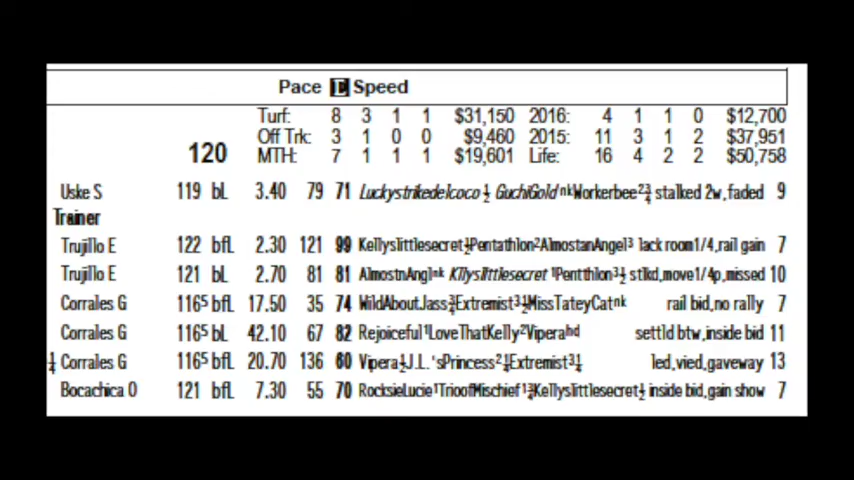 Pace E Speed
Turf: 8 3 1 1 $31,150 2016: 4 1 1 0 $12,700
Off Trk: 3 1 0 0 $9,460 2015: 11 3 1 2 $37,951
120 MTH: 7 1 1 1 $19,601 Life: 16 4 2 2 $50,758
Uske S 119 bL 3.40 79 71 Luckystrikedelcoco½ GuchiGoldnkWorkerbee2¾ stalked 2w,faded 9
Trainer
Trujillo E 122 bfL 2.30 121 99 Kellyslittlesecret½Pentathlon2AlmostanAngel3 lack room1/4,rail gain 7
Trujillo E 121 bL 2.70 81 81 AlmostnAnglnk Kllyslittlesecret 1Pentthlon3½ stlkd,move1/4p,missed 10
Corrales G 1165 bfL 17.50 35 74 WildAboutJass¾Extremist3½MissTateyCatnk rail bid,no rally 7
Corrales G 1165 bL 42.10 67 82 Rejoiceful1LoveThatKelly2Viperahd settld btw,inside bid 11
¼ Corrales G 1165 bfL 20.70 136 60 Vipera½J.L.'sPrincess2¼Extremist3¼ led,vied,gaveway 13
Bocachica O 121 bfL 7.30 55 70 RocksieLucie1TrioofMischief1¾Kellyslittlesecret½ inside bid,gain show 7